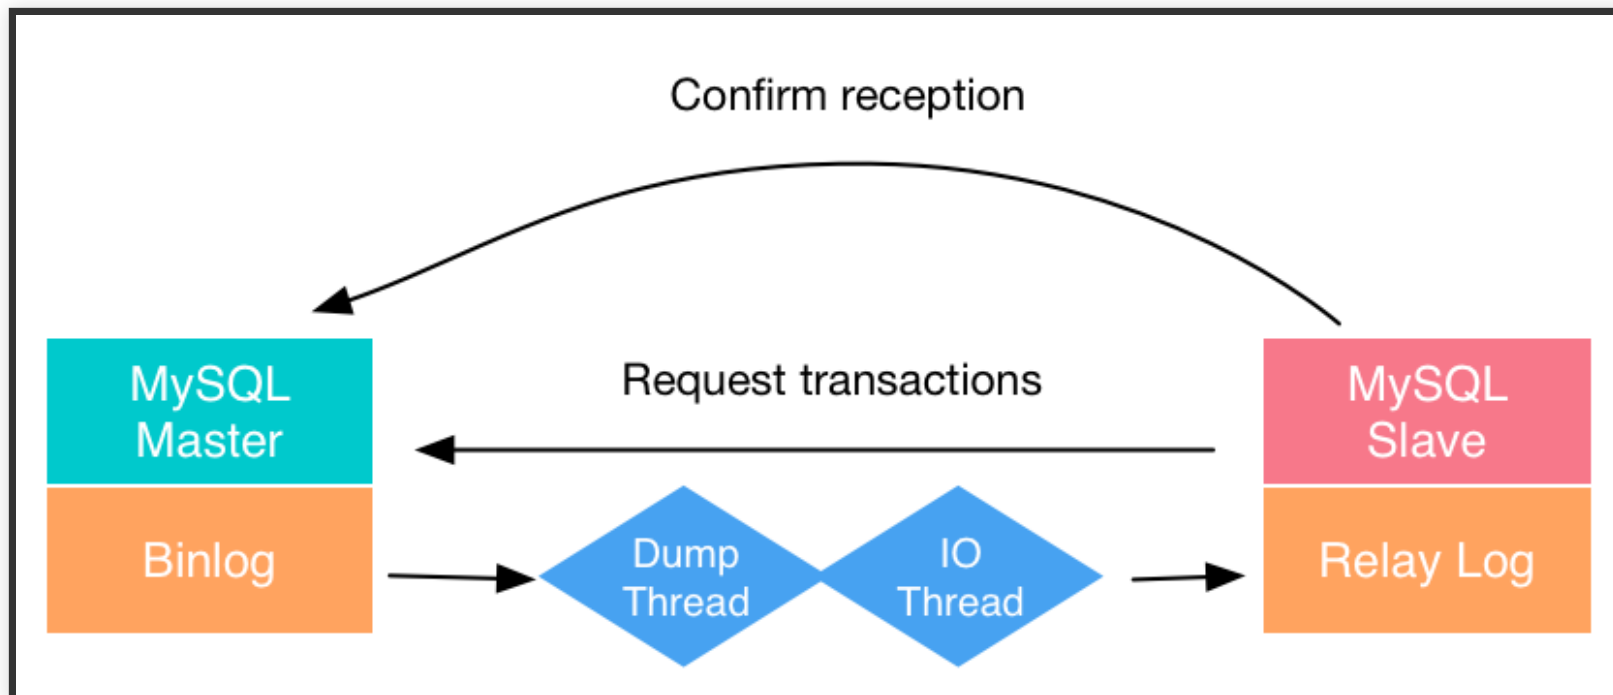 Confirm reception
MySQL
Master
Request transactions
MySQL
Slave
Binlog
Dump
Thread
IO
Thread
Relay Log